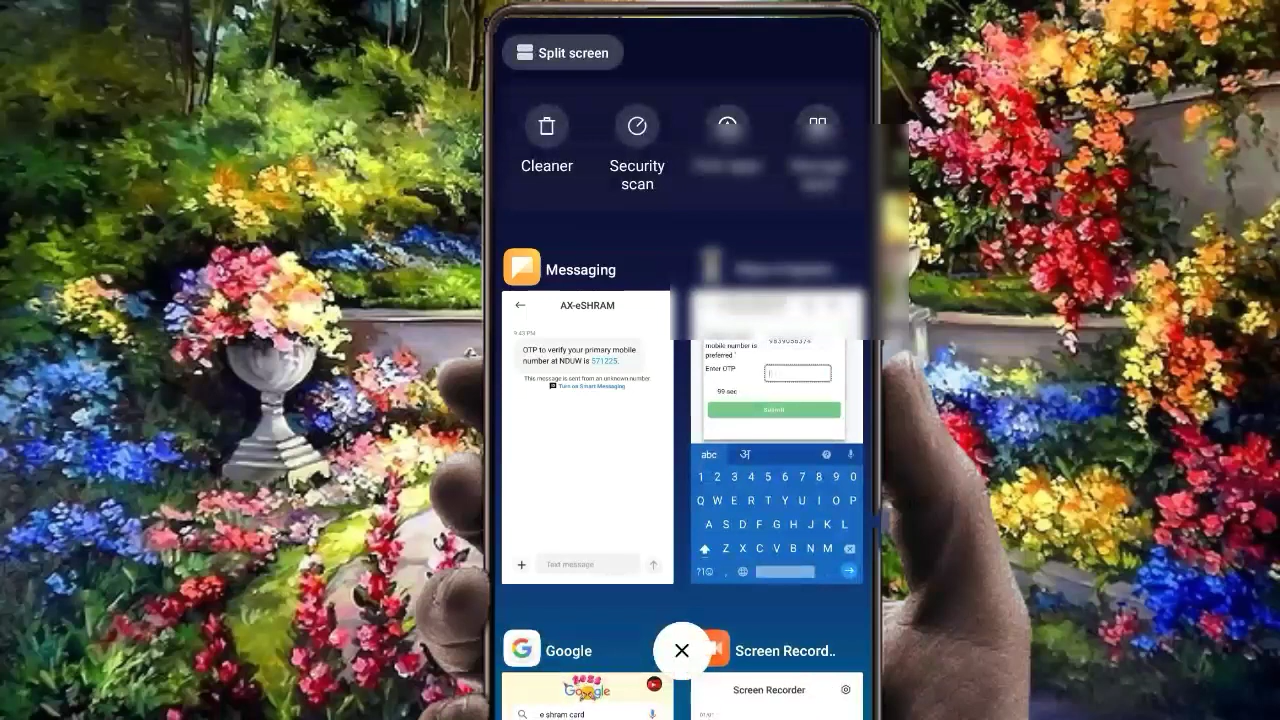 Split screen
Cleaner
Security
scan
Messaging
AX-eSHRAM
9:43 PM
OTP to verify your primary mobile
number at NDUW is 571225.
This message is sent from an unknown number
Turn on Smart Messaging
Text message
mobile number is
preferred *
Enter OTP
99 sec
Submit
abc अ
1 2 3 4 5 6 7 8 9 0
Q W E R T Y U I O P
A S D F G H J K L
Z X C V B N M
?1☺ ,
Google
Screen Record..
Google
e shram card
Screen Recorder